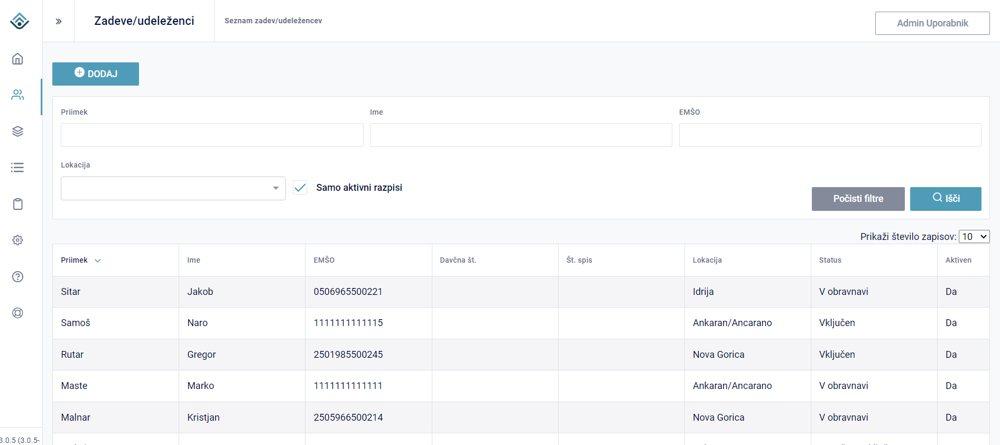 Zadeve/udeleženci
Seznam zadev/udeležencev
Admin Uporabnik
DODAJ
Priimek Ime EMŠO
Lokacija
Samo aktivni razpisi
Počisti filtre Išči
Prikaži število zapisov: 10
Priimek Ime EMŠO Davčna št. Št. spis Lokacija Status Aktiven
Sitar Jakob 0506965500221 Idrija V obravnavi Da
Samoš Naro 1111111111115 Ankaran/Ancarano Vključen Da
Rutar Gregor 2501985500245 Nova Gorica Vključen Da
Maste Marko 1111111111111 Ankaran/Ancarano V obravnavi Da
Malnar Kristjan 2505966500214 Nova Gorica V obravnavi Da
3.0.5 (3.0.5-